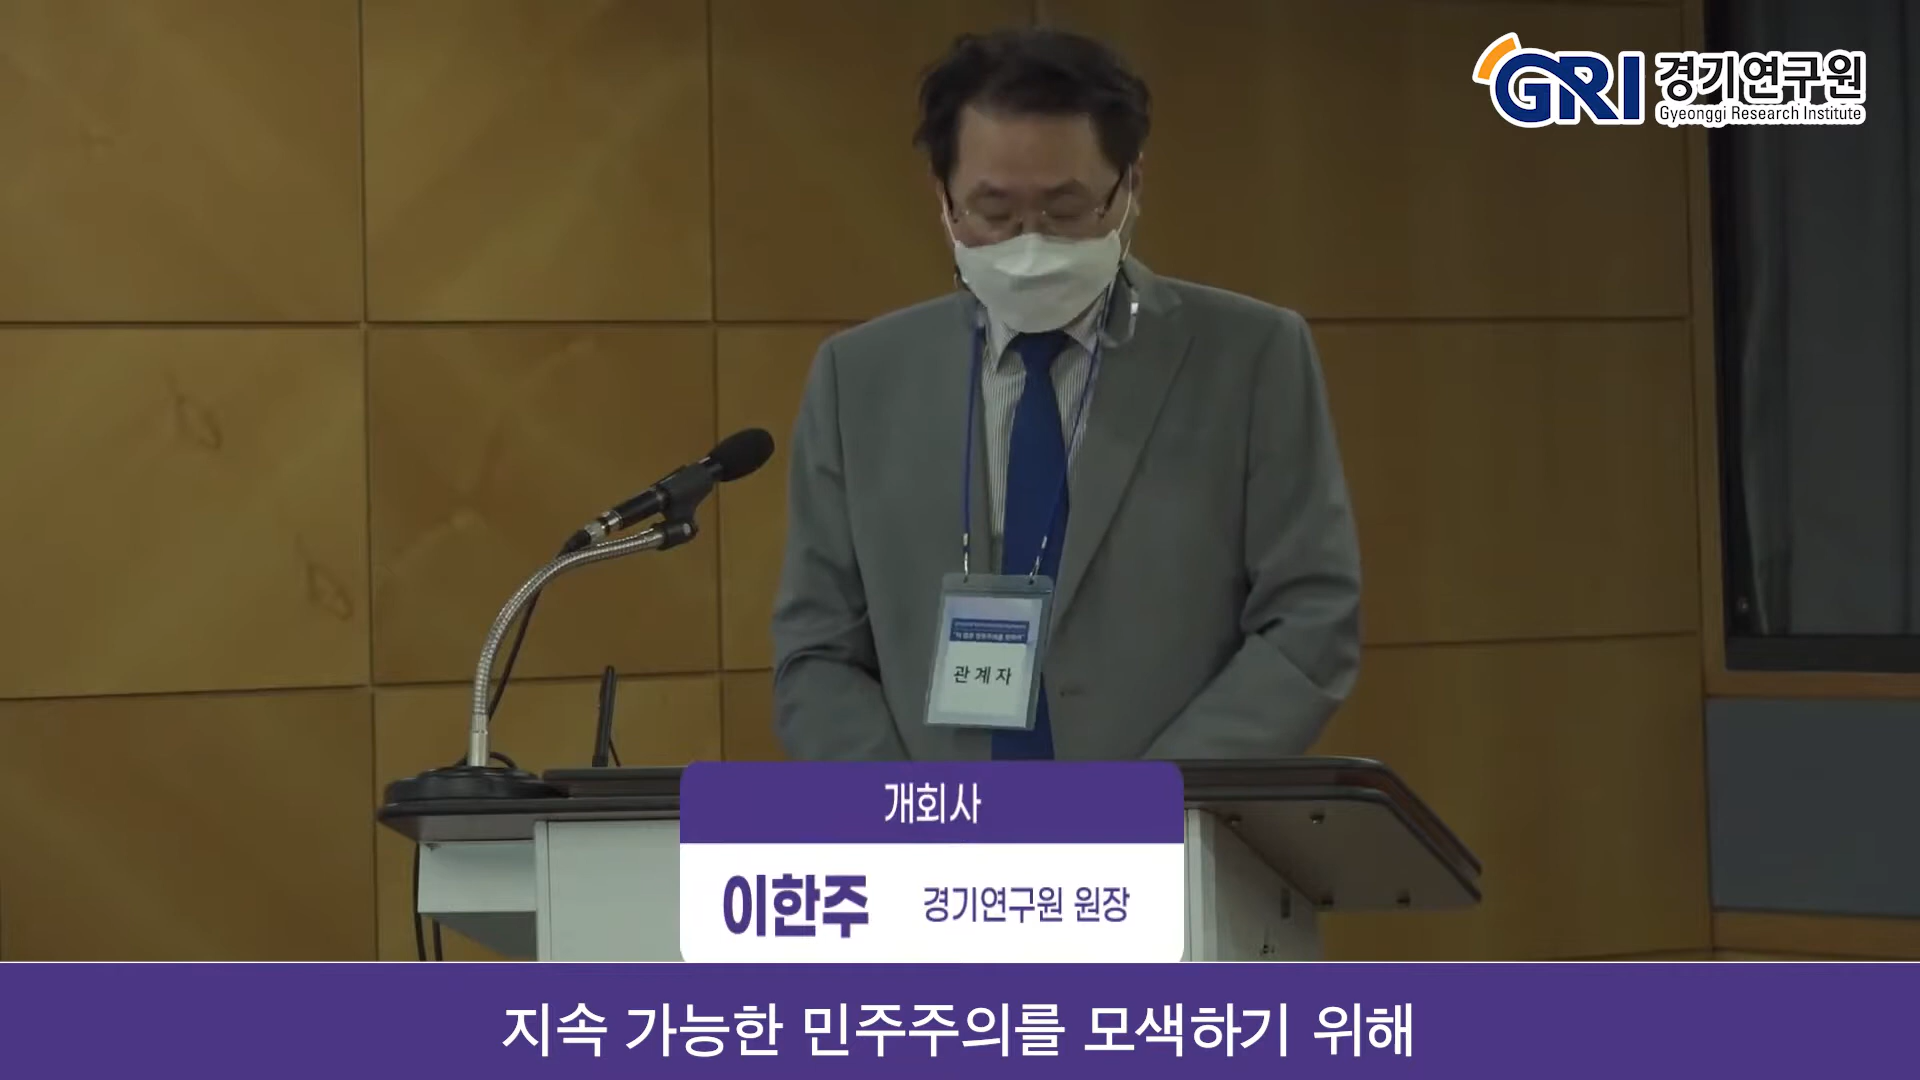 GRI 경기연구원
Gyeonggi Research Institute
관계자
개회사
이한주 경기연구원 원장
지속 가능한 민주주의를 모색하기 위해